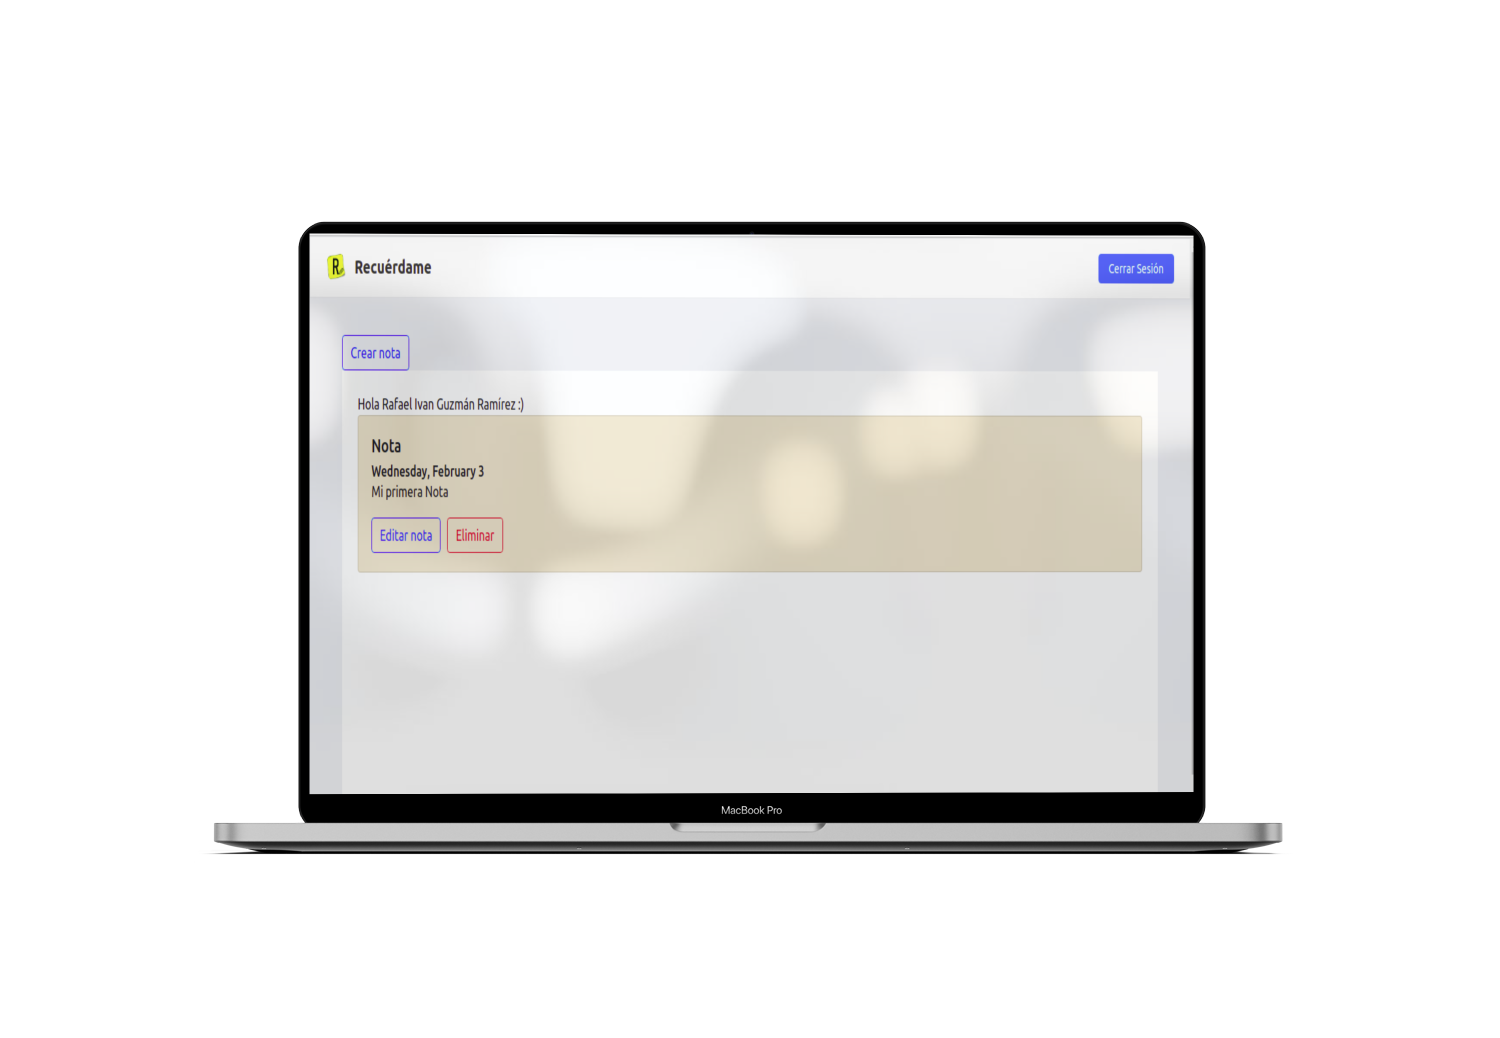 R
Recuérdame
Cerrar Sesión
Crear nota
Hola Rafael Ivan Guzmán Ramírez :)
Nota
Wednesday, February 3
Mi primera Nota
Editar nota
Eliminar
MacBook Pro